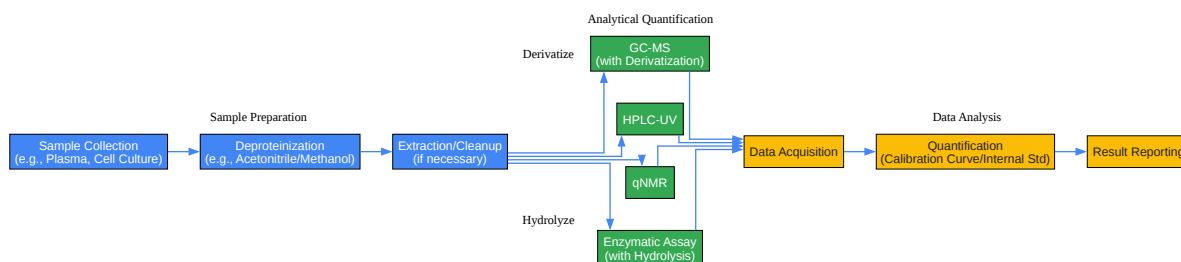 Analytical Quantification
Derivatize
GC-MS
(with Derivatization)
Sample Preparation
HPLC-UV
Data Analysis
Sample Collection
(e.g., Plasma, Cell Culture)
Deproteinization
(e.g., Acetonitrile/Methanol)
Extraction/Cleanup
(if necessary)
Data Acquisition
Quantification
(Calibration Curve/Internal Std)
Result Reporting
qNMR
Hydrolyze
Enzymatic Assay
(with Hydrolysis)